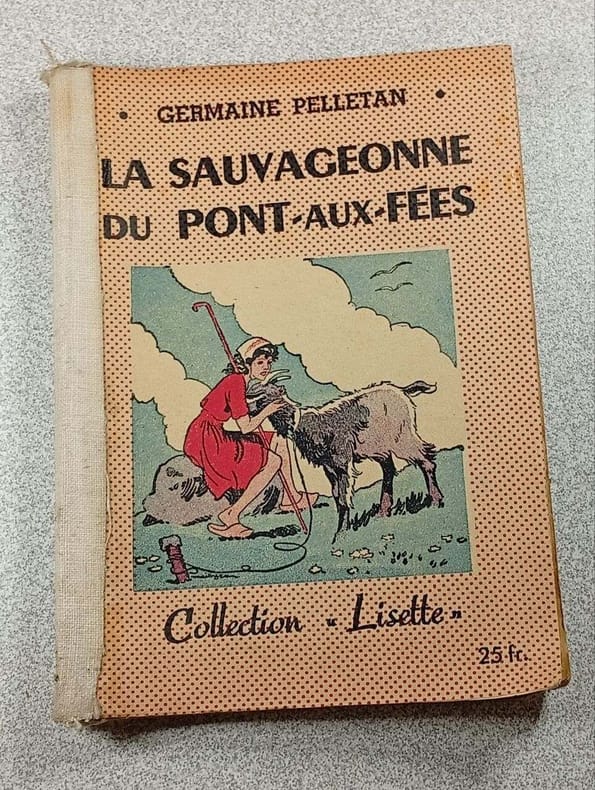 • GERMAINE PELLETAN •
LA SAUVAGEONNE
DU PONT-AUX-FÉES
Collection "Lisette"
25 fr.